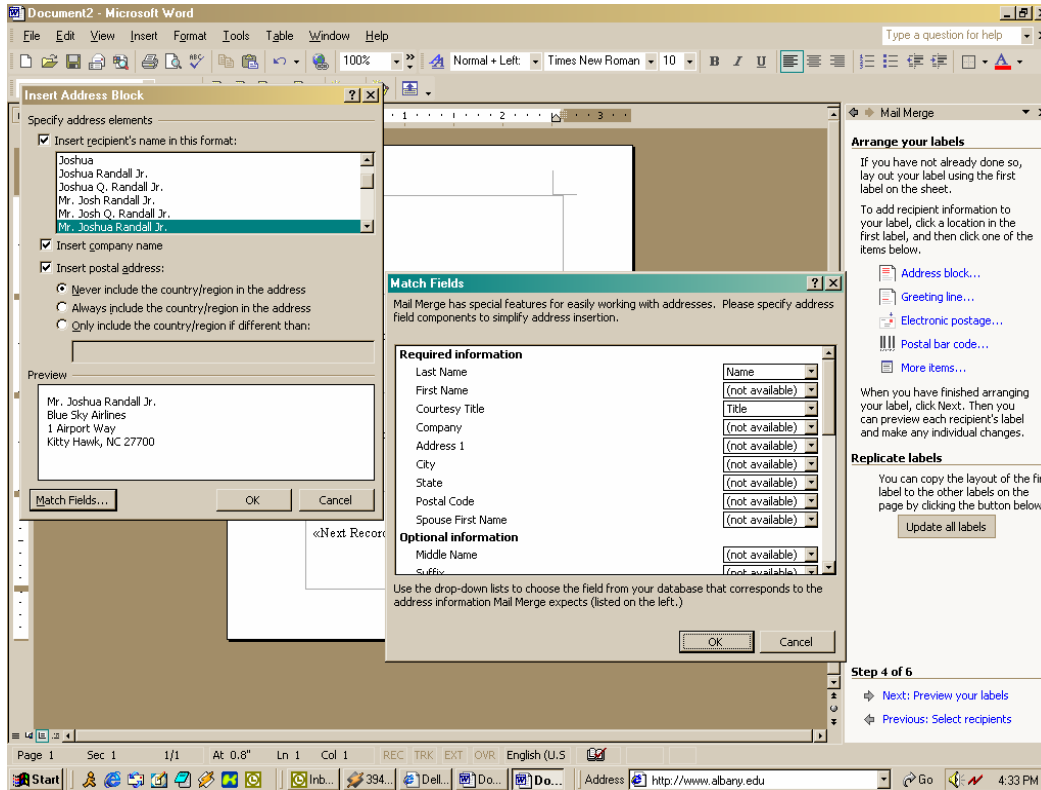 Document2 - Microsoft Word
File Edit View Insert Format Tools Table Window Help
Type a question for help
100% Normal + Left: Times New Roman 10 B I U
Insert Address Block
Specify address elements
Insert recipient's name in this format:
Joshua
Joshua Randall Jr.
Joshua Q. Randall Jr.
Mr. Josh Randall Jr.
Mr. Josh Q. Randall Jr.
Mr. Joshua Randall Jr.
Insert company name
Insert postal address:
Never include the country/region in the address
Always include the country/region in the address
Only include the country/region if different than:
Preview
Mr. Joshua Randall Jr.
Blue Sky Airlines
1 Airport Way
Kitty Hawk, NC 27700
Match Fields... OK Cancel
1 2 3
«Next Recor
Match Fields
Mail Merge has special features for easily working with addresses. Please specify address
field components to simplify address insertion.
Required information
Last Name Name
First Name (not available)
Courtesy Title Title
Company (not available)
Address 1 (not available)
City (not available)
State (not available)
Postal Code (not available)
Spouse First Name (not available)
Optional information
Middle Name (not available)
Suffix (not available)
Use the drop-down lists to choose the field from your database that corresponds to the
address information Mail Merge expects (listed on the left.)
OK Cancel
Mail Merge
Arrange your labels
If you have not already done so,
lay out your label using the first
label on the sheet.
To add recipient information to
your label, click a location in the
first label, and then click one of the
items below.
Address block...
Greeting line...
Electronic postage...
Postal bar code...
More items...
When you have finished arranging
your label, click Next. Then you
can preview each recipient's label
and make any individual changes.
Replicate labels
You can copy the layout of the fir
label to the other labels on the
page by clicking the button below
Update all labels
Step 4 of 6
Next: Preview your labels
Previous: Select recipients
Page 1 Sec 1 1/1 At 0.8" Ln 1 Col 1 REC TRK EXT OVR English (U.S
Start Inb... 394... Dell... Do... Do... Address http://www.albany.edu Go 4:33 PM